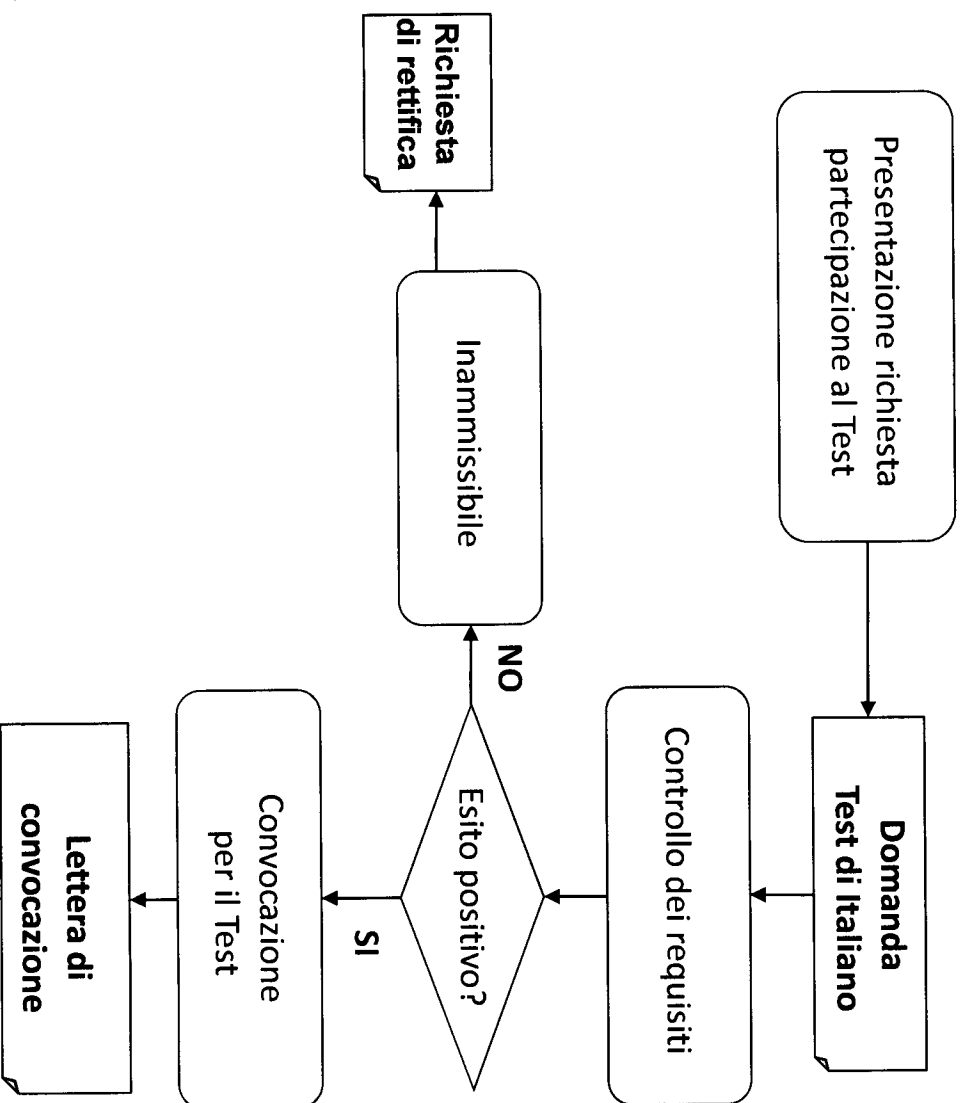 Presentazione richiesta
partecipazione al Test
Domanda
Test di Italiano
Controllo dei requisiti
Esito positivo?
NO
Inammissibile
Richiesta
di rettifica
SI
Convocazione
per il Test
Lettera di
convocazione